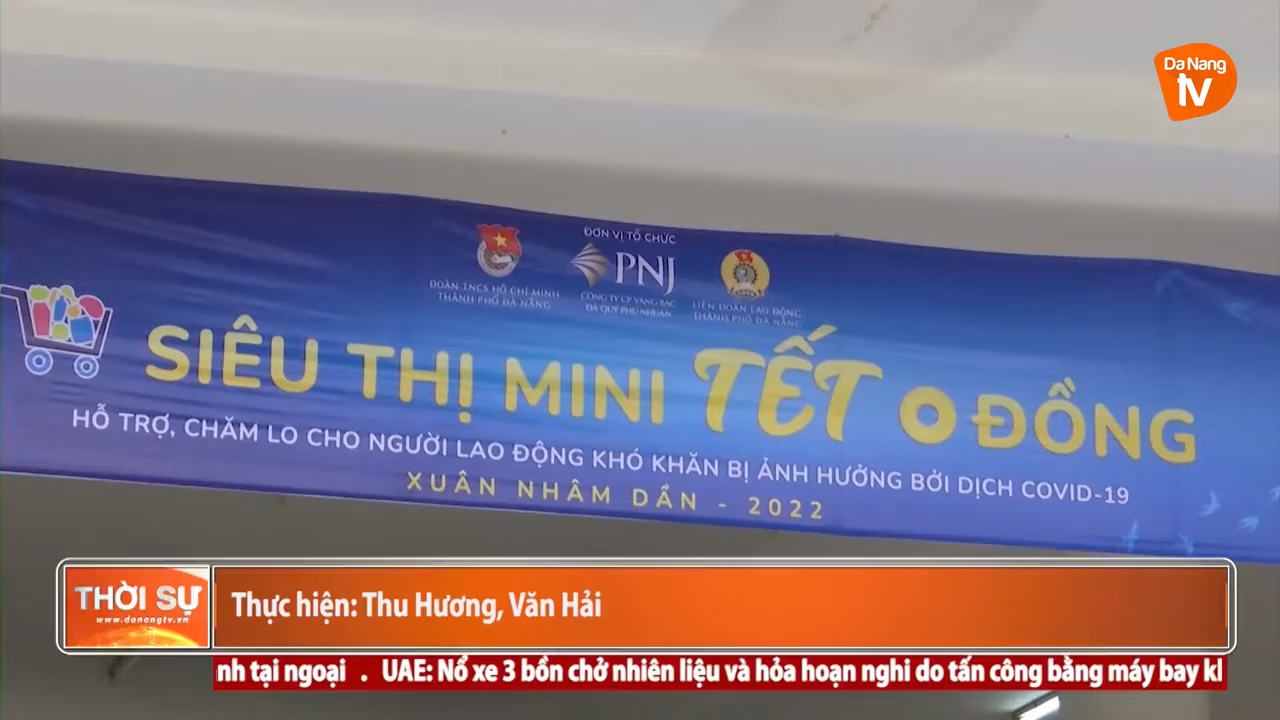 Da Nang
tv
ĐƠN VỊ TỔ CHỨC
PNJ
ĐOÀN TNCS HỒ CHÍ MINH
THÀNH PHỐ ĐÀ NẴNG
CÔNG TY CP VÀNG BẠC
ĐÁ QUÝ PHÚ NHUẬN
LIÊN ĐOÀN LAO ĐỘNG
THÀNH PHỐ ĐÀ NẴNG
SIÊU THỊ MINI TẾT 0 ĐỒNG
HỖ TRỢ, CHĂM LO CHO NGƯỜI LAO ĐỘNG KHÓ KHĂN BỊ ẢNH HƯỞNG BỞI DỊCH COVID-19
XUÂN NHÂM DẦN - 2022
THỜI SỰ
www.danangtv.vn
Thực hiện: Thu Hương, Văn Hải
nh tại ngoại . UAE: Nổ xe 3 bồn chở nhiên liệu và hỏa hoạn nghi do tấn công bằng máy bay kl